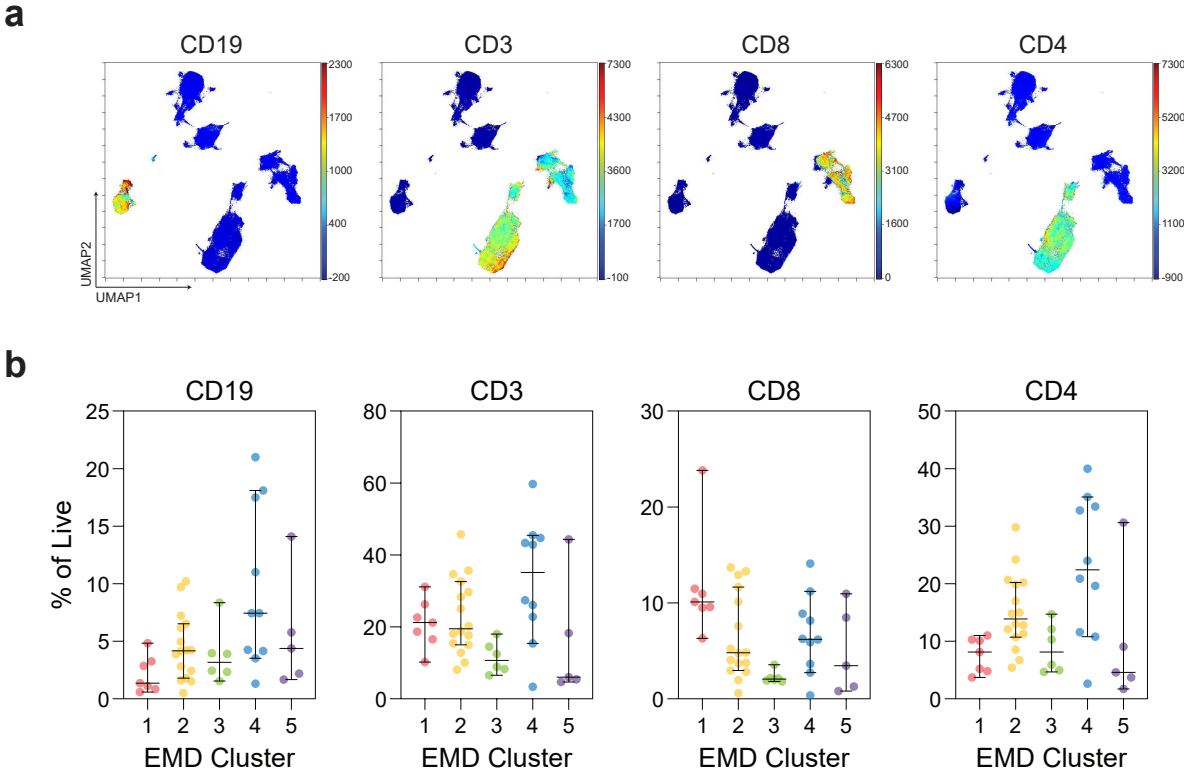 a
CD19 CD3 CD8 CD4
2300 1700 1000 400 -200
7300 4300 3600 1700 -100
6300 4700 3100 1600 0
7300 5200 3200 1100 -900
UMAP2
UMAP1
b
CD19 CD3 CD8 CD4
% of Live
25 20 15 10 5 0
80 60 40 20 0
30 20 10 0
50 40 30 20 10 0
1 2 3 4 5 1 2 3 4 5 1 2 3 4 5 1 2 3 4 5
EMD Cluster EMD Cluster EMD Cluster EMD Cluster